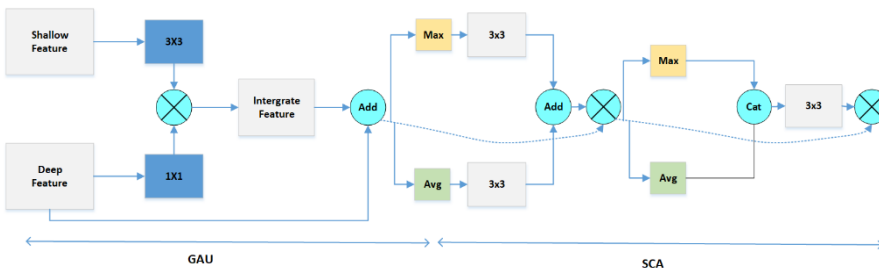 Shallow
Feature
3X3
Intergrate
Feature
Deep
Feature
1X1
Add
Max
3x3
Add
Avg
3x3
Max
Cat
3x3
Avg
GAU
SCA